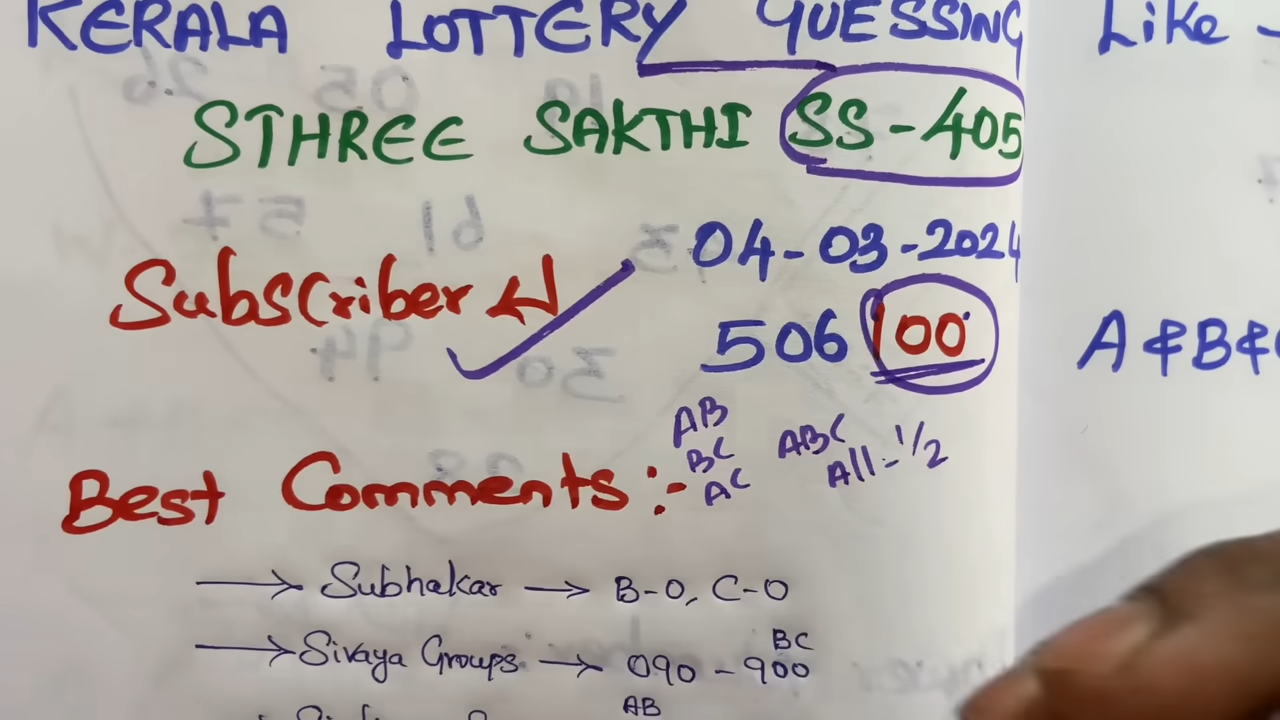 KERALA LOTTERY GUESSING
STHREE SAKTHI SS-405
04-03-2024
Subscriber
506 100
AB
BC
AC
ABC
All - 1/2
Best Comments :-
→ Subhakar → B-0, C-0
BC
→ Sivaya Groups → 090 - 900
AB
Like -
A & B &